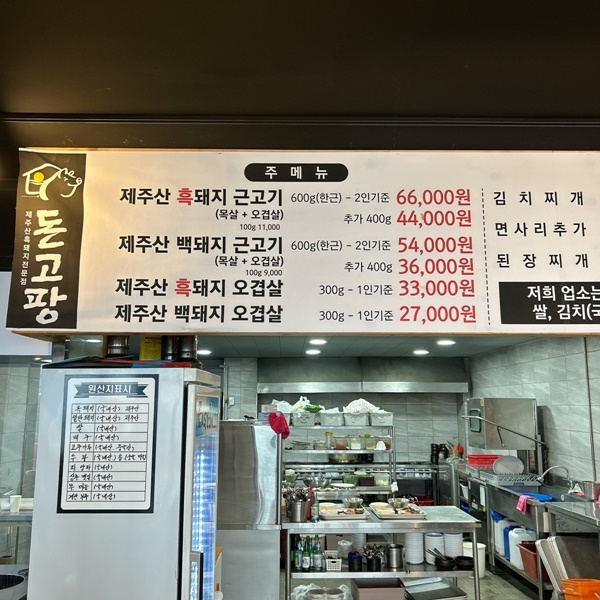 제주산흑돼지전문점
돈고팡
주메뉴
제주산 흑돼지 근고기 600g(한근) - 2인기준 66,000원
(목살 + 오겹살) 추가 400g 44,000원
100g 11,000
제주산 백돼지 근고기 600g(한근) - 2인기준 54,000원
(목살 + 오겹살) 추가 400g 36,000원
100g 9,000
제주산 흑돼지 오겹살 300g - 1인기준 33,000원
제주산 백돼지 오겹살 300g - 1인기준 27,000원
김치찌개
면사리추가
된장찌개
저희 업소는
쌀, 김치(국
원산지표시